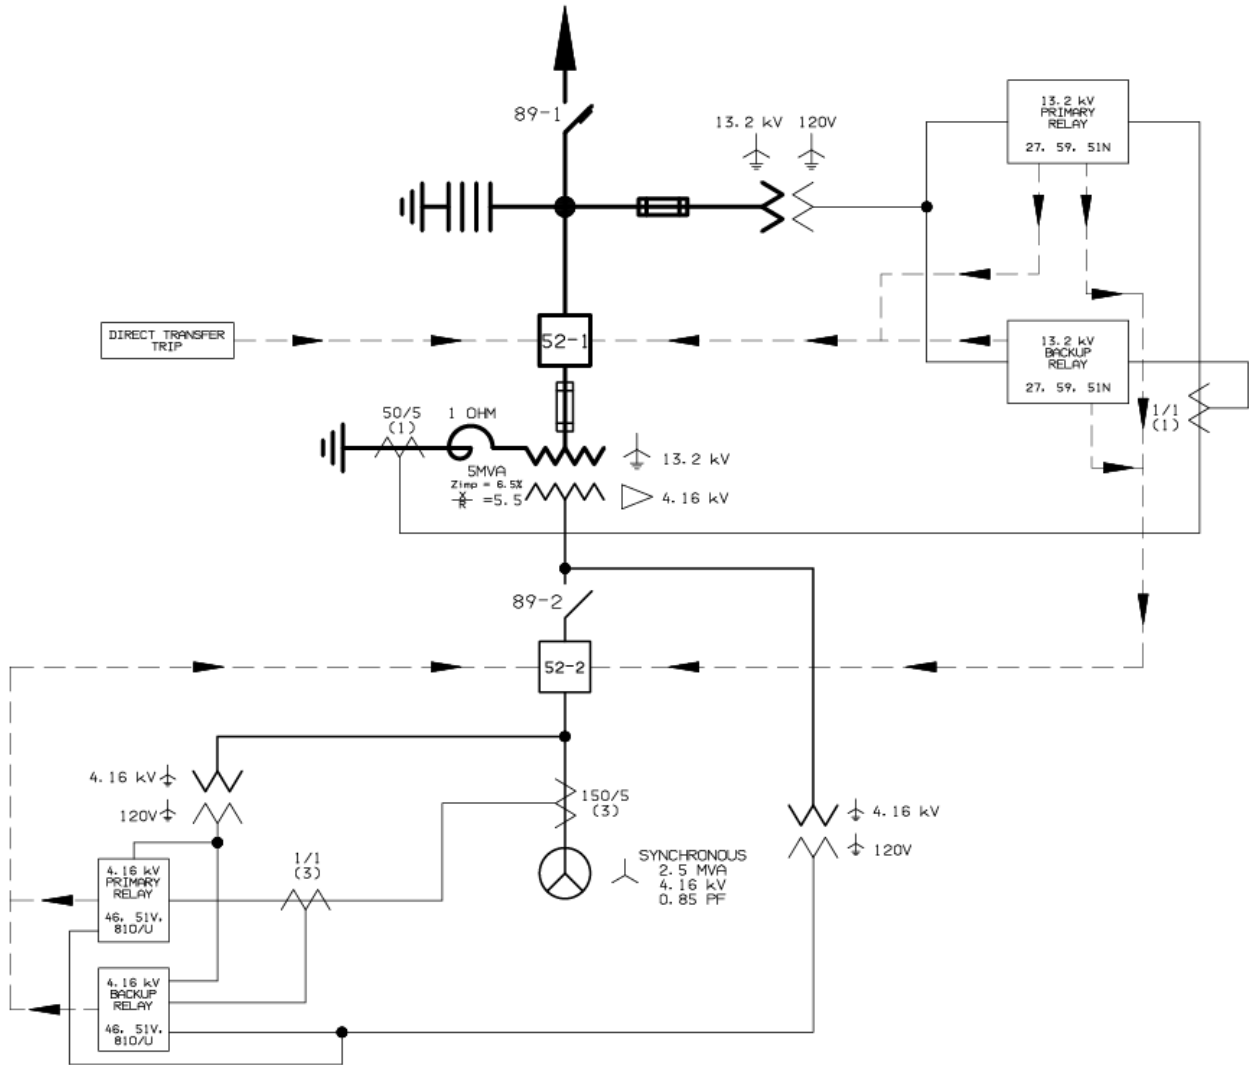 89-1
13.2 kV
120V
13.2 kV
PRIMARY
RELAY
27, 59, 51N
DIRECT TRANSFER
TRIP
52-1
13.2 kV
BACKUP
RELAY
27, 59, 51N
50/5
(1)
1 OHM
1/1
(1)
13.2 kV
5MVA
Zimp = 6.5%
X/R =5.5
4.16 kV
89-2
52-2
4.16 kV
120V
150/5
(3)
4.16 kV
120V
SYNCHRONOUS
2.5 MVA
4.16 kV
0.85 PF
1/1
(3)
4.16 kV
PRIMARY
RELAY
46, 51V,
81O/U
4.16 kV
BACKUP
RELAY
46, 51V,
81O/U